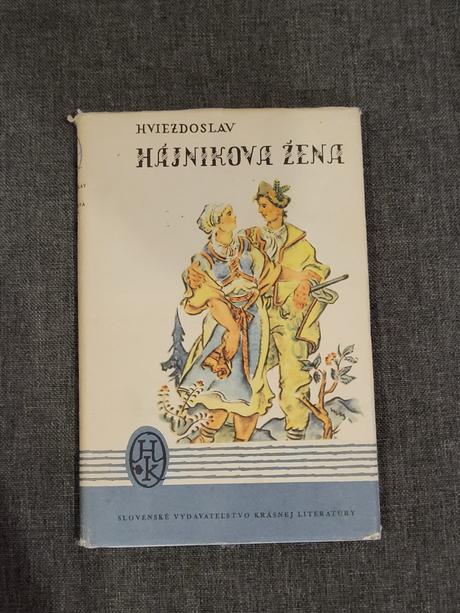 HVIEZDOSLAV
HÁJNIKOVA ŽENA
HK
SLOVENSKÉ VYDAVATEĽSTVO KRÁSNEJ LITERATÚRY